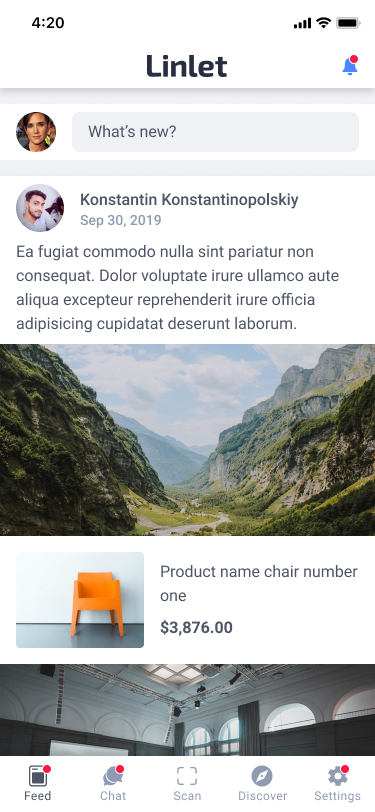 4:20
Linlet
What’s new?
Konstantin Konstantinopolskiy
Sep 30, 2019
Ea fugiat commodo nulla sint pariatur non
consequat. Dolor voluptate irure ullamco aute
aliqua excepteur reprehenderit irure officia
adipisicing cupidatat deserunt laborum.
Product name chair number
one
$3,876.00
Feed
Chat
Scan
Discover
Settings